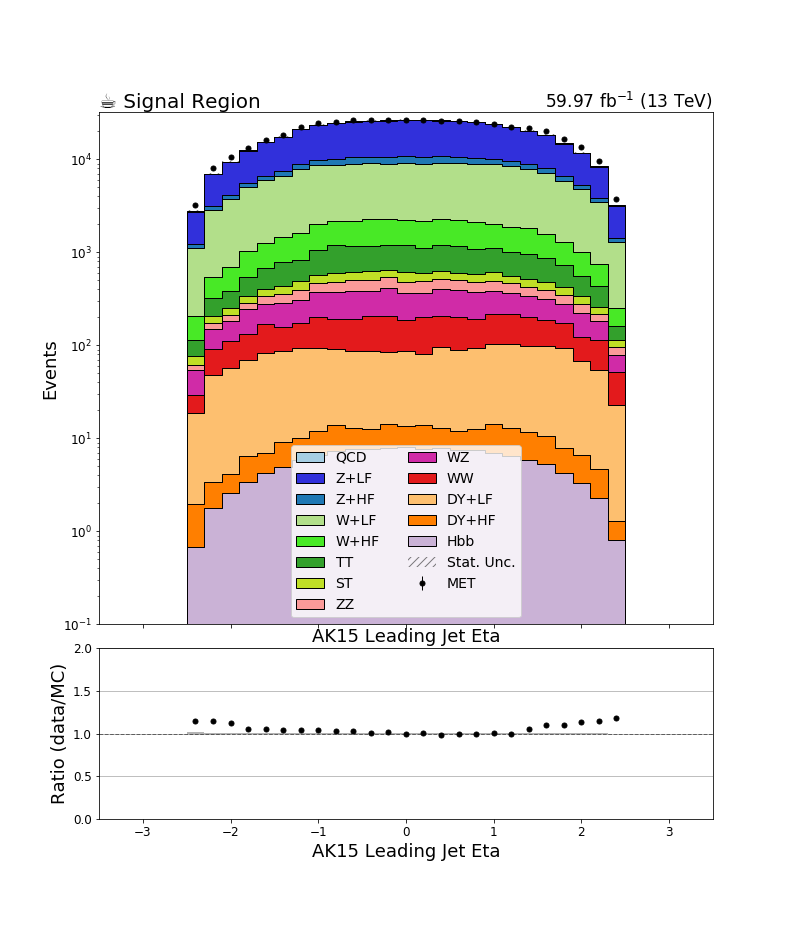 ☕ Signal Region 59.97 fb⁻¹ (13 TeV)
Events
10⁴
10³
10²
10¹
10⁰
10⁻¹
QCD WZ
Z+LF WW
Z+HF DY+LF
W+LF DY+HF
W+HF Hbb
TT Stat. Unc.
ST MET
ZZ
AK15 Leading Jet Eta
Ratio (data/MC)
2.0
1.5
1.0
0.5
0.0
−3 −2 −1 0 1 2 3
AK15 Leading Jet Eta